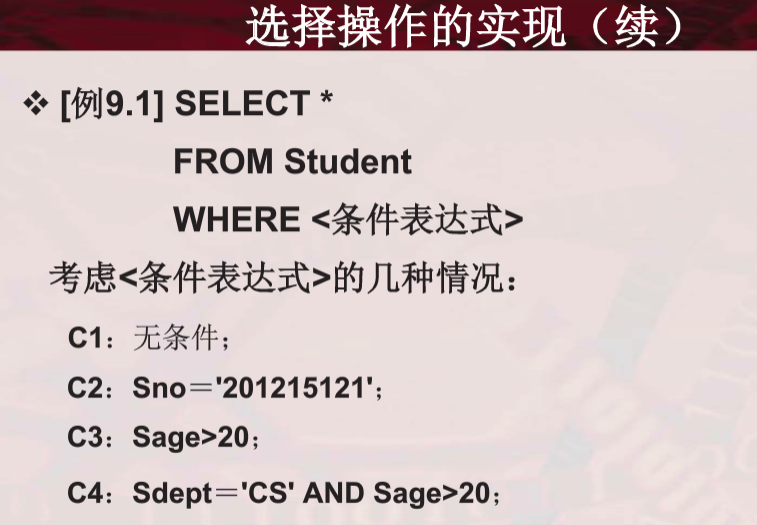 选择操作的实现（续）
❖ [例9.1] SELECT *
FROM Student
WHERE <条件表达式>
考虑<条件表达式>的几种情况：
C1：无条件；
C2：Sno＝'201215121'；
C3：Sage>20；
C4：Sdept＝'CS' AND Sage>20；